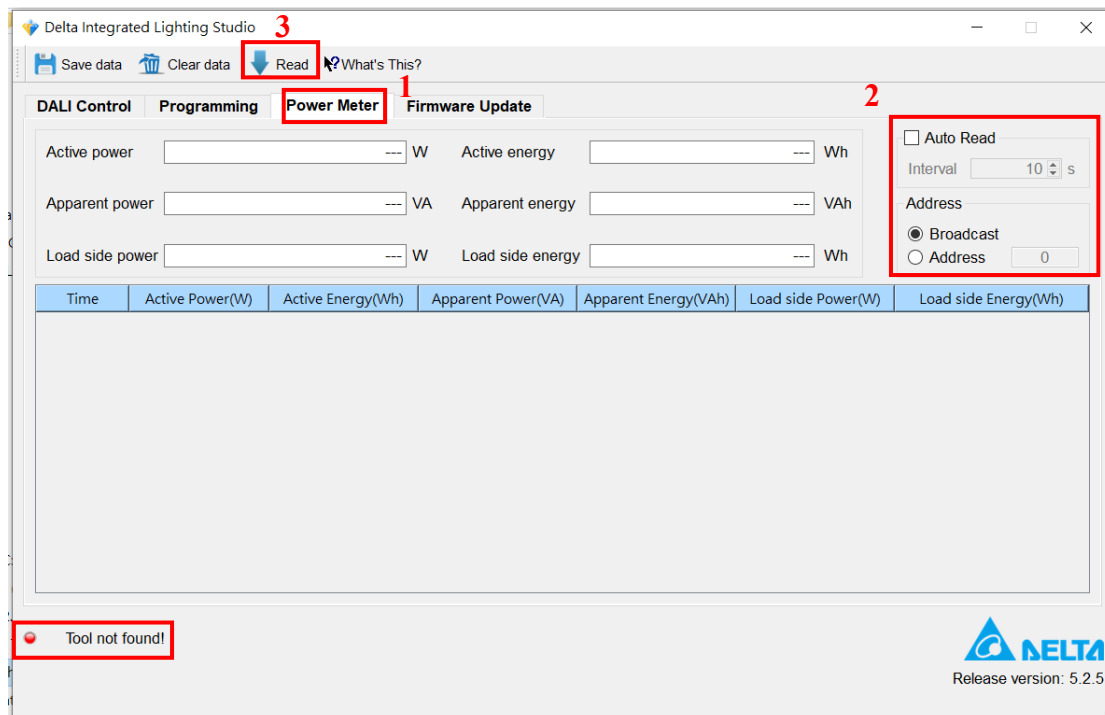 Delta Integrated Lighting Studio
3
Save data Clear data Read What's This?
1
2
DALI Control Programming Power Meter Firmware Update
Active power --- W Active energy --- Wh
Auto Read
Interval 10 s
Apparent power --- VA Apparent energy --- VAh
Address
Broadcast
Load side power --- W Load side energy --- Wh
Address 0
Time Active Power(W) Active Energy(Wh) Apparent Power(VA) Apparent Energy(VAh) Load side Power(W) Load side Energy(Wh)
Tool not found!
DELTA
Release version: 5.2.5